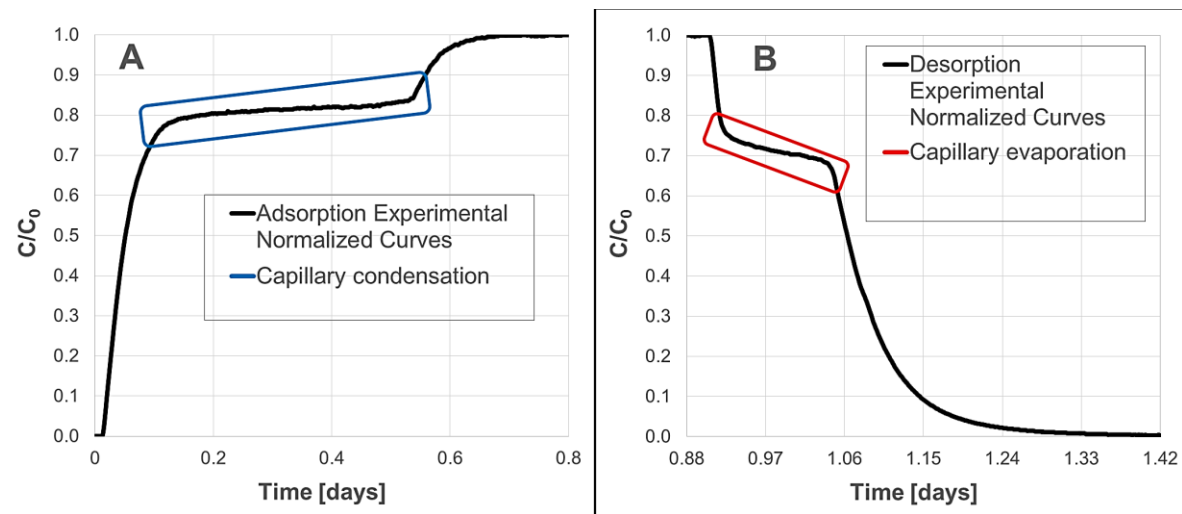 A
1.0
0.9
0.8
0.7
0.6
0.5
0.4
0.3
0.2
0.1
0.0
C/C0
Adsorption Experimental
Normalized Curves
Capillary condensation
0
0.2
0.4
0.6
0.8
Time [days]
B
1.0
0.9
0.8
0.7
0.6
0.5
0.4
0.3
0.2
0.1
0.0
C/C0
Desorption
Experimental
Normalized Curves
Capillary evaporation
0.88
0.97
1.06
1.15
1.24
1.33
1.42
Time [days]